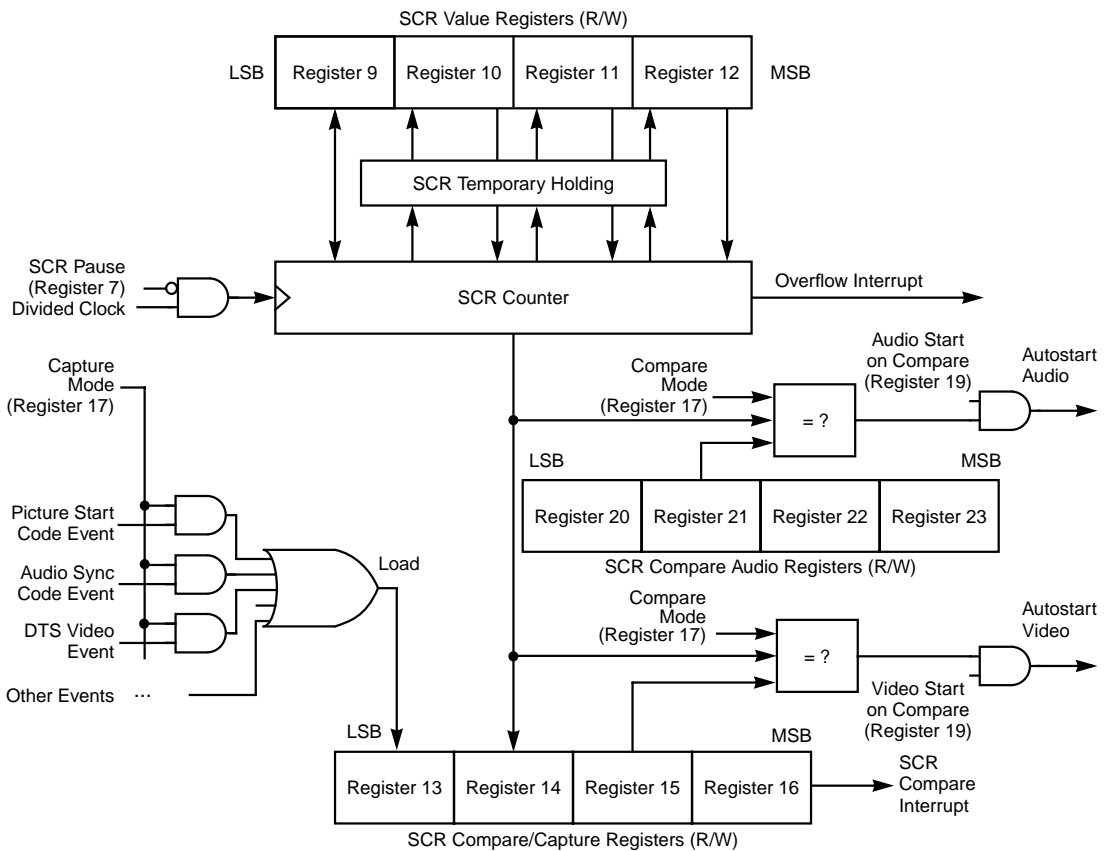 SCR Value Registers (R/W)
LSB
Register 9
Register 10
Register 11
Register 12
MSB
SCR Temporary Holding
SCR Pause
(Register 7)
Divided Clock
SCR Counter
Overflow Interrupt
Capture
Mode
(Register 17)
Compare
Mode
(Register 17)
= ?
Audio Start
on Compare
(Register 19)
Autostart
Audio
LSB
MSB
Register 20
Register 21
Register 22
Register 23
SCR Compare Audio Registers (R/W)
Picture Start
Code Event
Audio Sync
Code Event
DTS Video
Event
Other Events ...
Load
Compare
Mode
(Register 17)
= ?
Autostart
Video
Video Start
on Compare
(Register 19)
LSB
MSB
Register 13
Register 14
Register 15
Register 16
SCR
Compare
Interrupt
SCR Compare/Capture Registers (R/W)